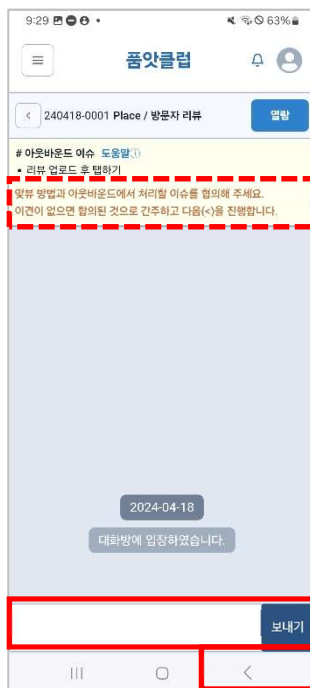 9:29
63%
품앗클럽
240418-0001 Place / 방문자 리뷰
열람
# 아웃바운드 이슈 도움말ⓘ
• 리뷰 업로드 후 탭하기
맞뷰 방법과 아웃바운드에서 처리할 이슈를 협의해 주세요.
이견이 없으면 합의된 것으로 간주하고 다음(<)을 진행합니다.
2024-04-18
대화방에 입장하였습니다.
보내기